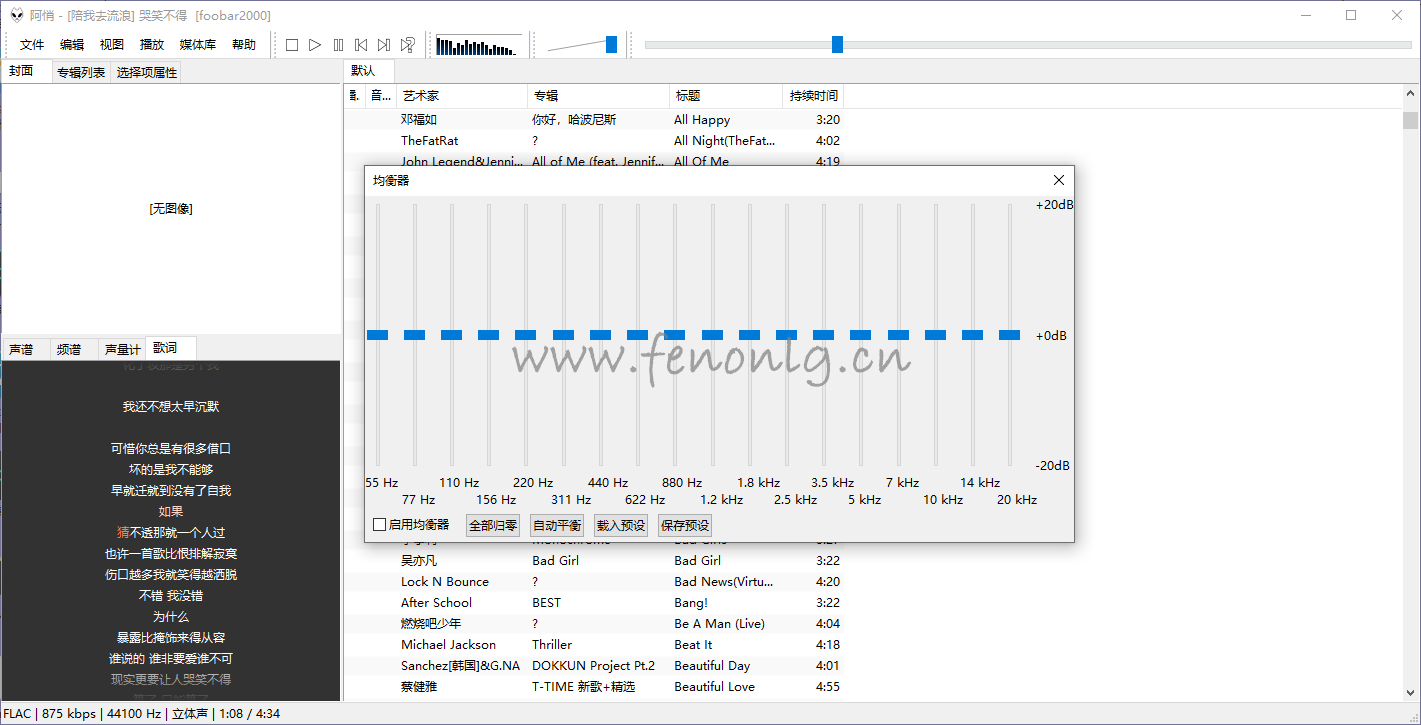 阿悄 - [陪我去流浪] 哭笑不得 [foobar2000]
文件 编辑 视图 播放 媒体库 帮助
封面 专辑列表 选择项属性
[无图像]
声谱 频谱 声量计 歌词
我还不想太早沉默
可惜你总是有很多借口
坏的是我不能够
早就迁就到没有了自我
如果
猜不透那就一个人过
也许一首歌比恨排解寂寞
伤口越多我就笑得越洒脱
不错 我没错
为什么
暴露比掩饰来得从容
谁说的 谁非要爱谁不可
现实更要让人哭笑不得
默认
音... 艺术家 专辑 标题 持续时间
邓福如 你好，哈波尼斯 All Happy 3:20
TheFatRat ? All Night(TheFat... 4:02
John Legend&Jenni... All of Me (feat. Jennif... All Of Me 4:19
均衡器
+20dB
+0dB
-20dB
55 Hz 110 Hz 220 Hz 440 Hz 880 Hz 1.8 kHz 3.5 kHz 7 kHz 14 kHz
77 Hz 156 Hz 311 Hz 622 Hz 1.2 kHz 2.5 kHz 5 kHz 10 kHz 20 kHz
启用均衡器 全部归零 自动平衡 载入预设 保存预设
www.fenonlg.cn
吴亦凡 Bad Girl Bad Girl 3:22
Lock N Bounce ? Bad News(Virtu... 4:20
After School BEST Bang! 3:22
燃烧吧少年 ? Be A Man (Live) 4:04
Michael Jackson Thriller Beat It 4:18
Sanchez[韩国]&G.NA DOKKUN Project Pt.2 Beautiful Day 4:01
蔡健雅 T-TIME 新歌+精选 Beautiful Love 4:55
FLAC | 875 kbps | 44100 Hz | 立体声 | 1:08 / 4:34